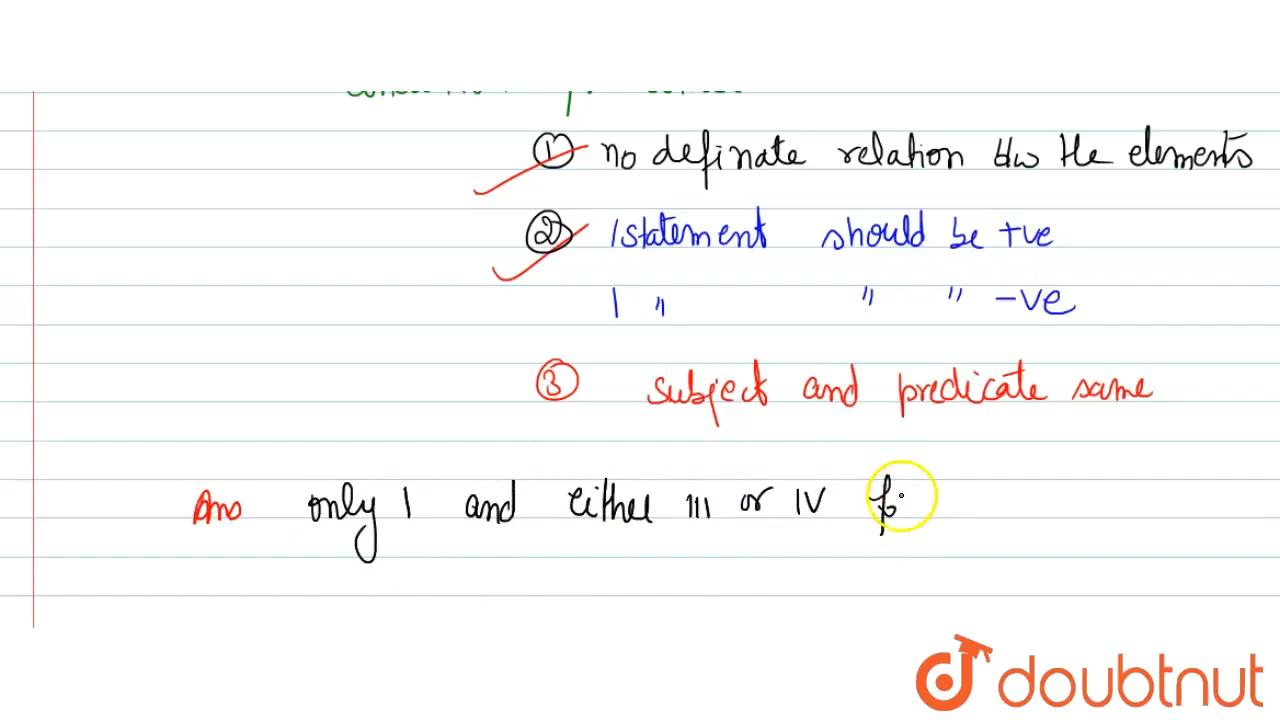 ① no definate relation b/w the elements
② 1 statement should be +ve
1 " " " -ve
③ subject and predicate same
Ans only I and either III or IV fo
doubtnut